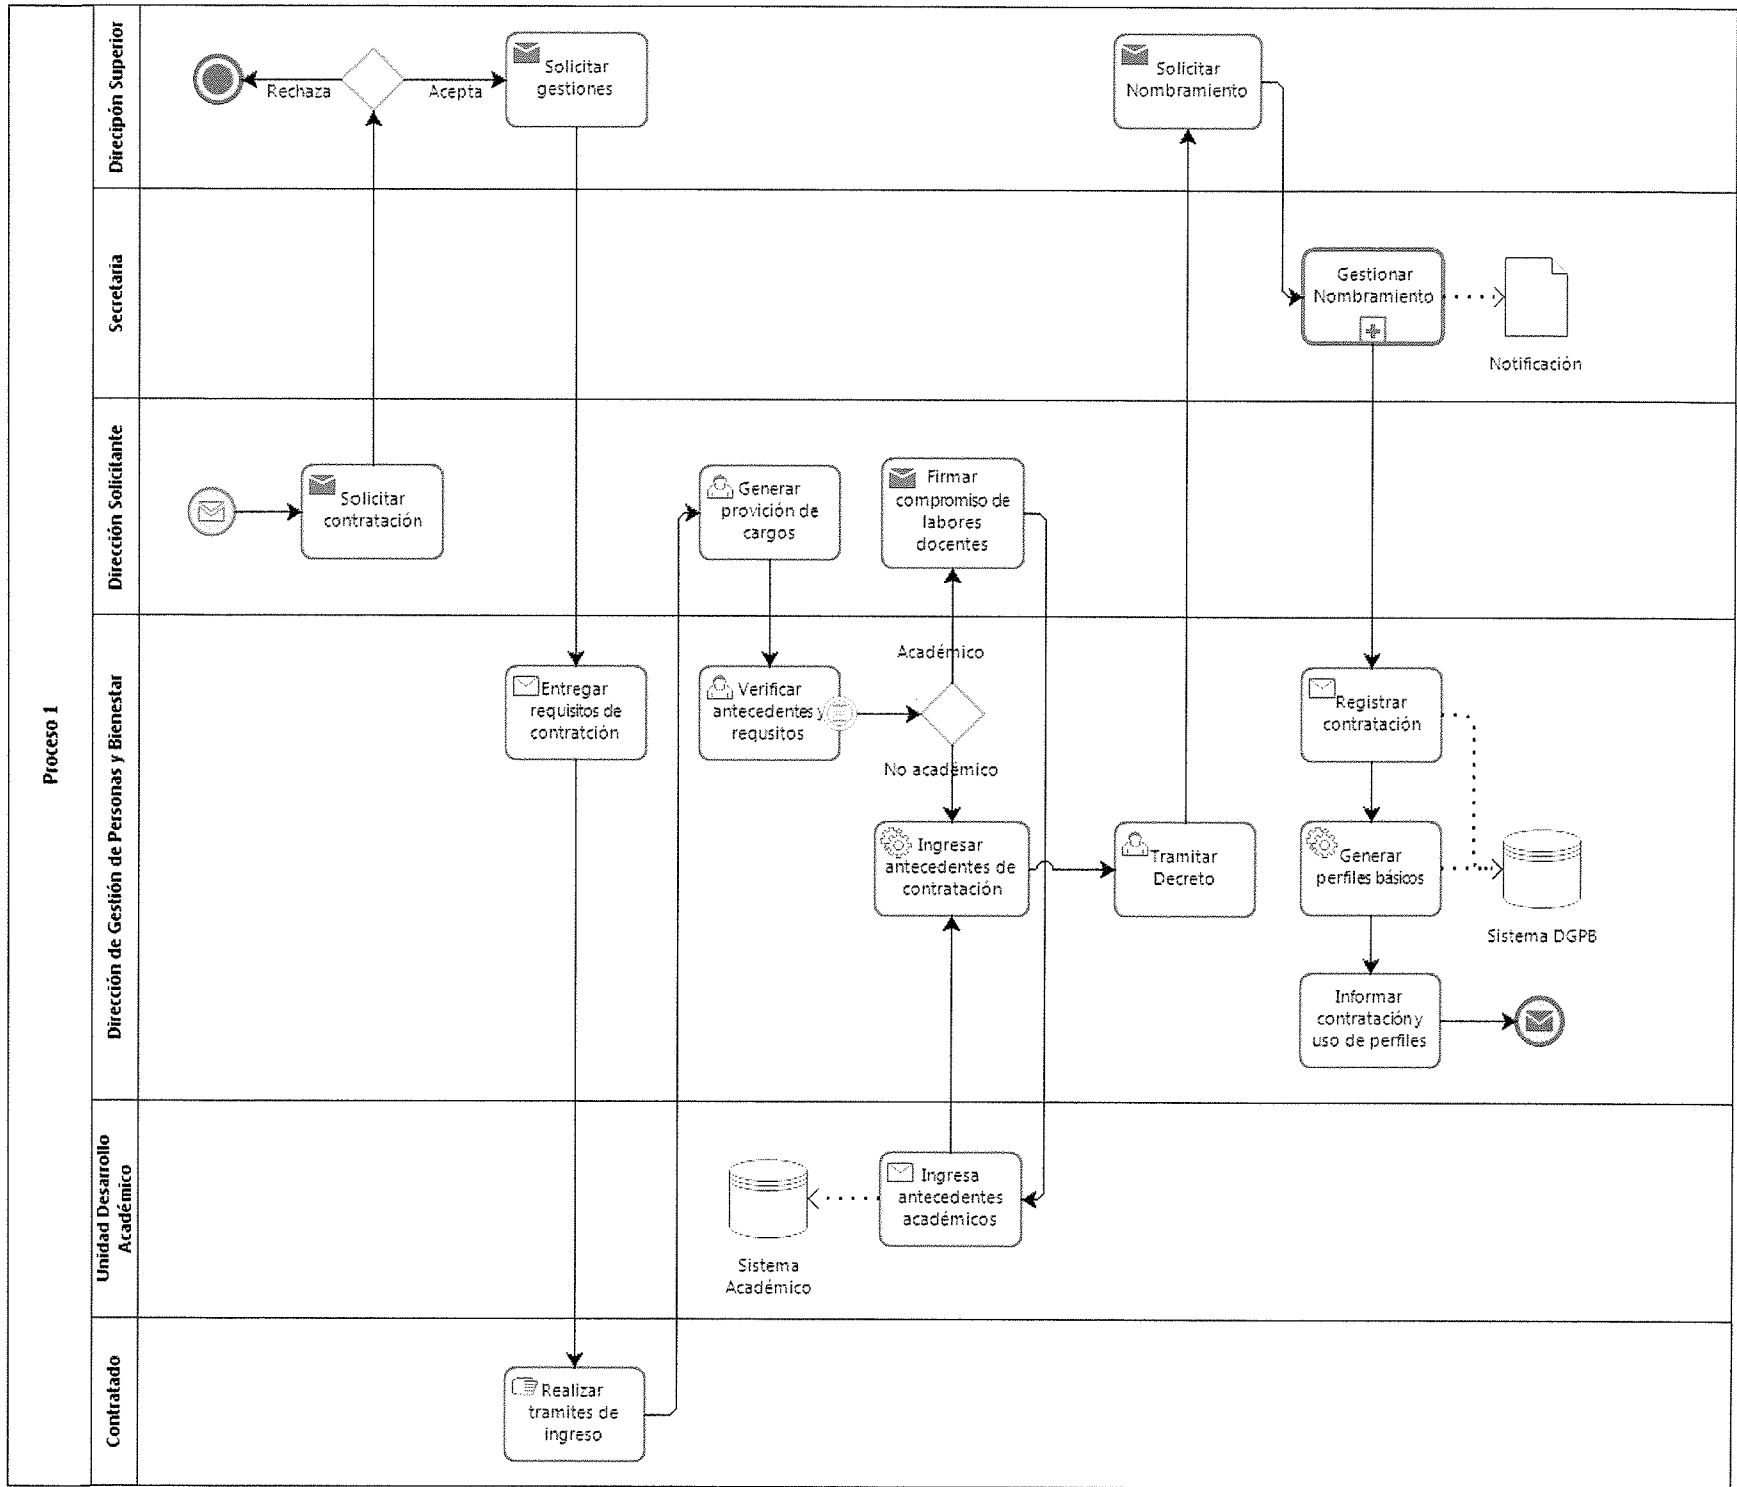 Proceso 1
Direcipón Superior
Rechaza
Acepta
Solicitar
gestiones
Solicitar
Nombramiento
Secretaria
Gestionar
Nombramiento
Notificación
Dirección Solicitante
Solicitar
contratación
Generar
provición de
cargos
Firmar
compromiso de
labores
docentes
Dirección de Gestión de Personas y Bienestar
Entregar
requisitos de
contratción
Verificar
antecedentes y
requsitos
Académico
No académico
Ingresar
antecedentes de
contratación
Tramitar
Decreto
Registrar
contratación
Generar
perfiles básicos
Sistema DGPB
Informar
contratación y
uso de perfiles
Unidad Desarrollo
Académico
Sistema
Académico
Ingresa
antecedentes
académicos
Contratado
Realizar
tramites de
ingreso